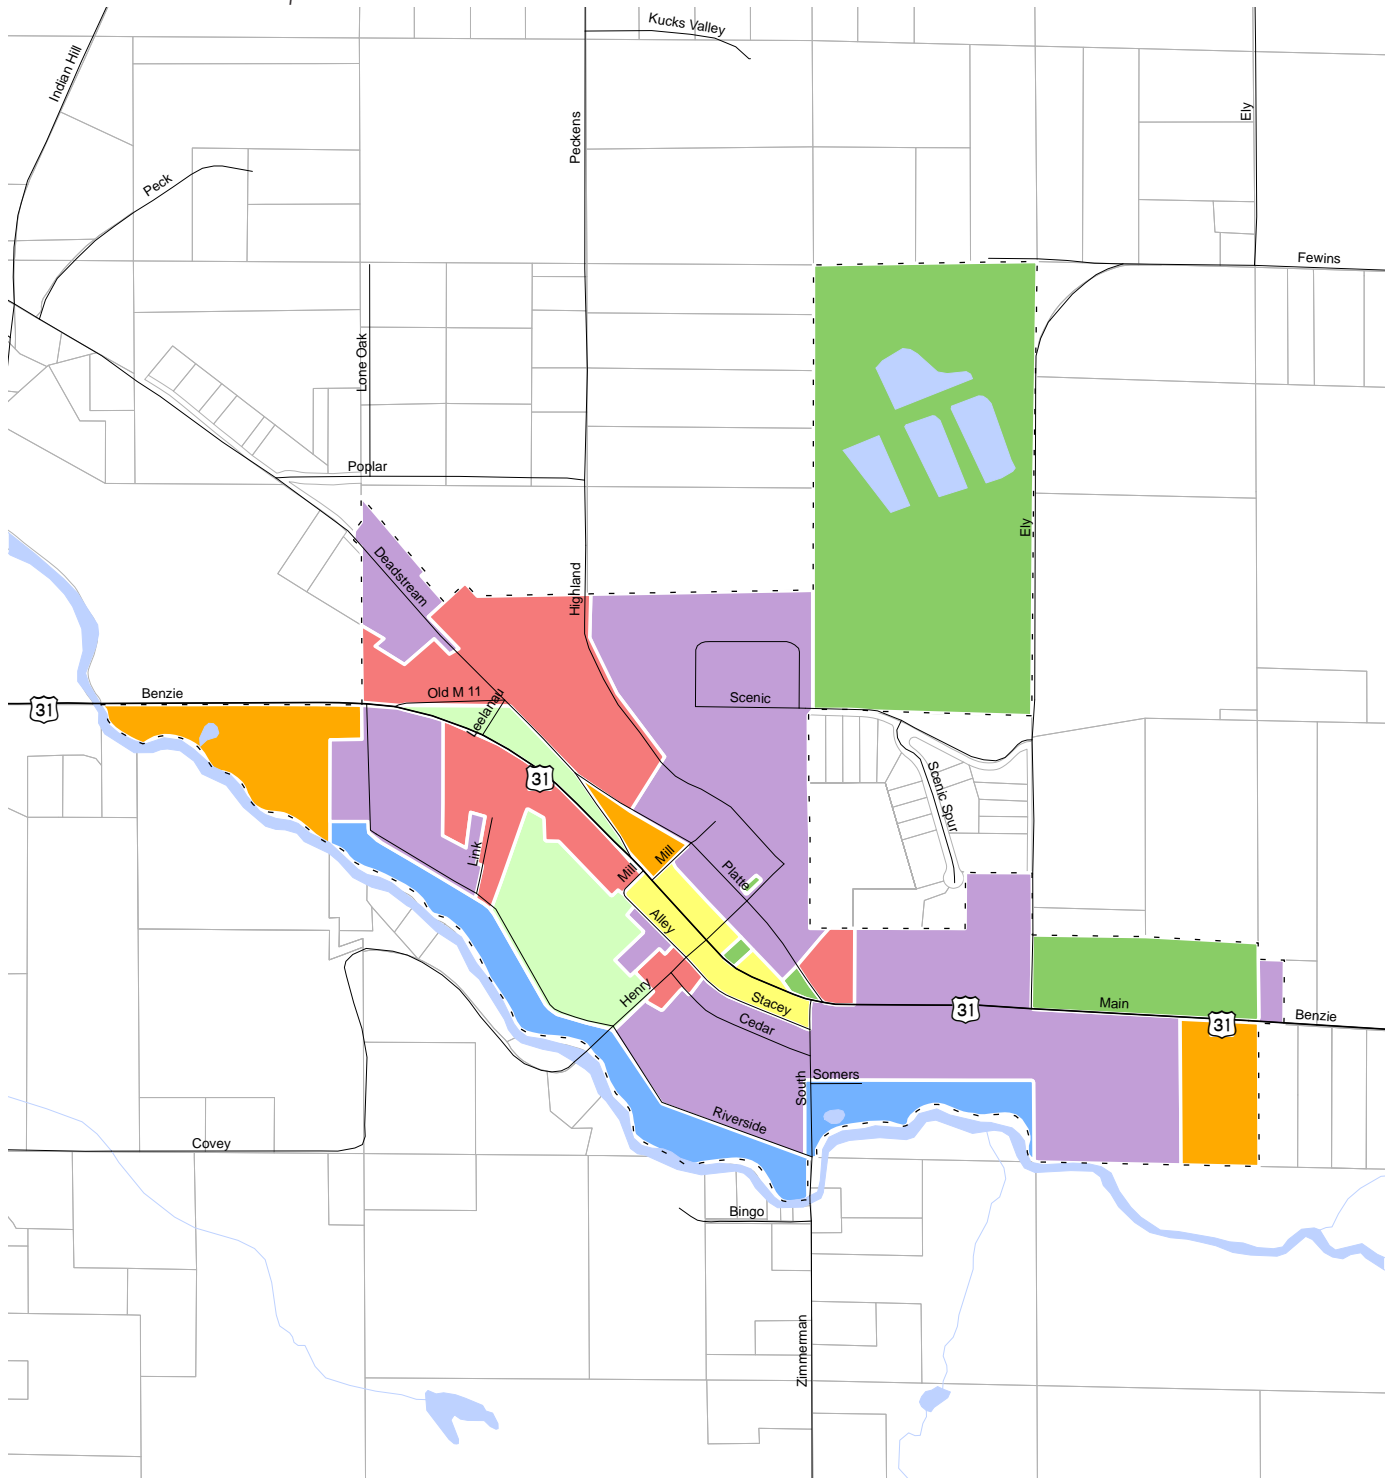 Kucks Valley
Indian Hill
Ely
Peckens
Peck
Fewins
Lone Oak
Poplar
Ely
Deadstream
Highland
Benzie
Old M 11
Scenic
31
Leelanau
31
Scenic Spur
Link
Mill
Mill
Platte
Alley
Henry
Stacey
Main
31
31
Benzie
Cedar
South
Somers
Riverside
Covey
Bingo
Zimmerman